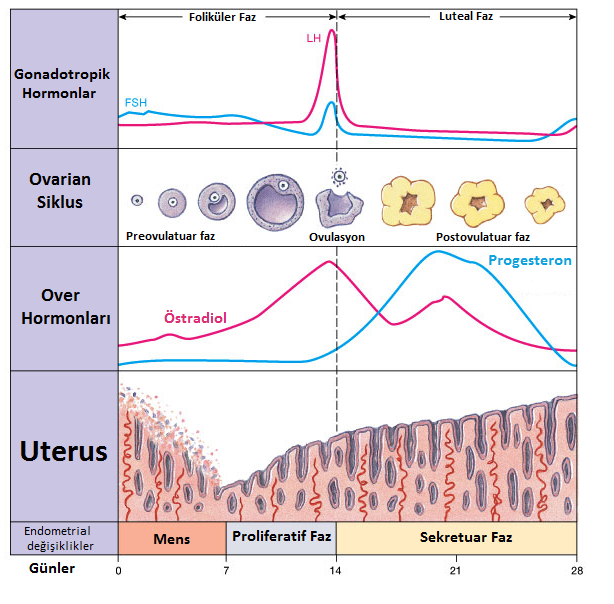 Foliküler Faz
Luteal Faz
Gonadotropik
Hormonlar
LH
FSH
Ovarian
Siklus
Preovulatuar faz
Ovulasyon
Postovulatuar faz
Over
Hormonları
Östradiol
Progesteron
Uterus
Endometrial
değişiklikler
Mens
Proliferatif Faz
Sekretuar Faz
Günler
0
7
14
21
28